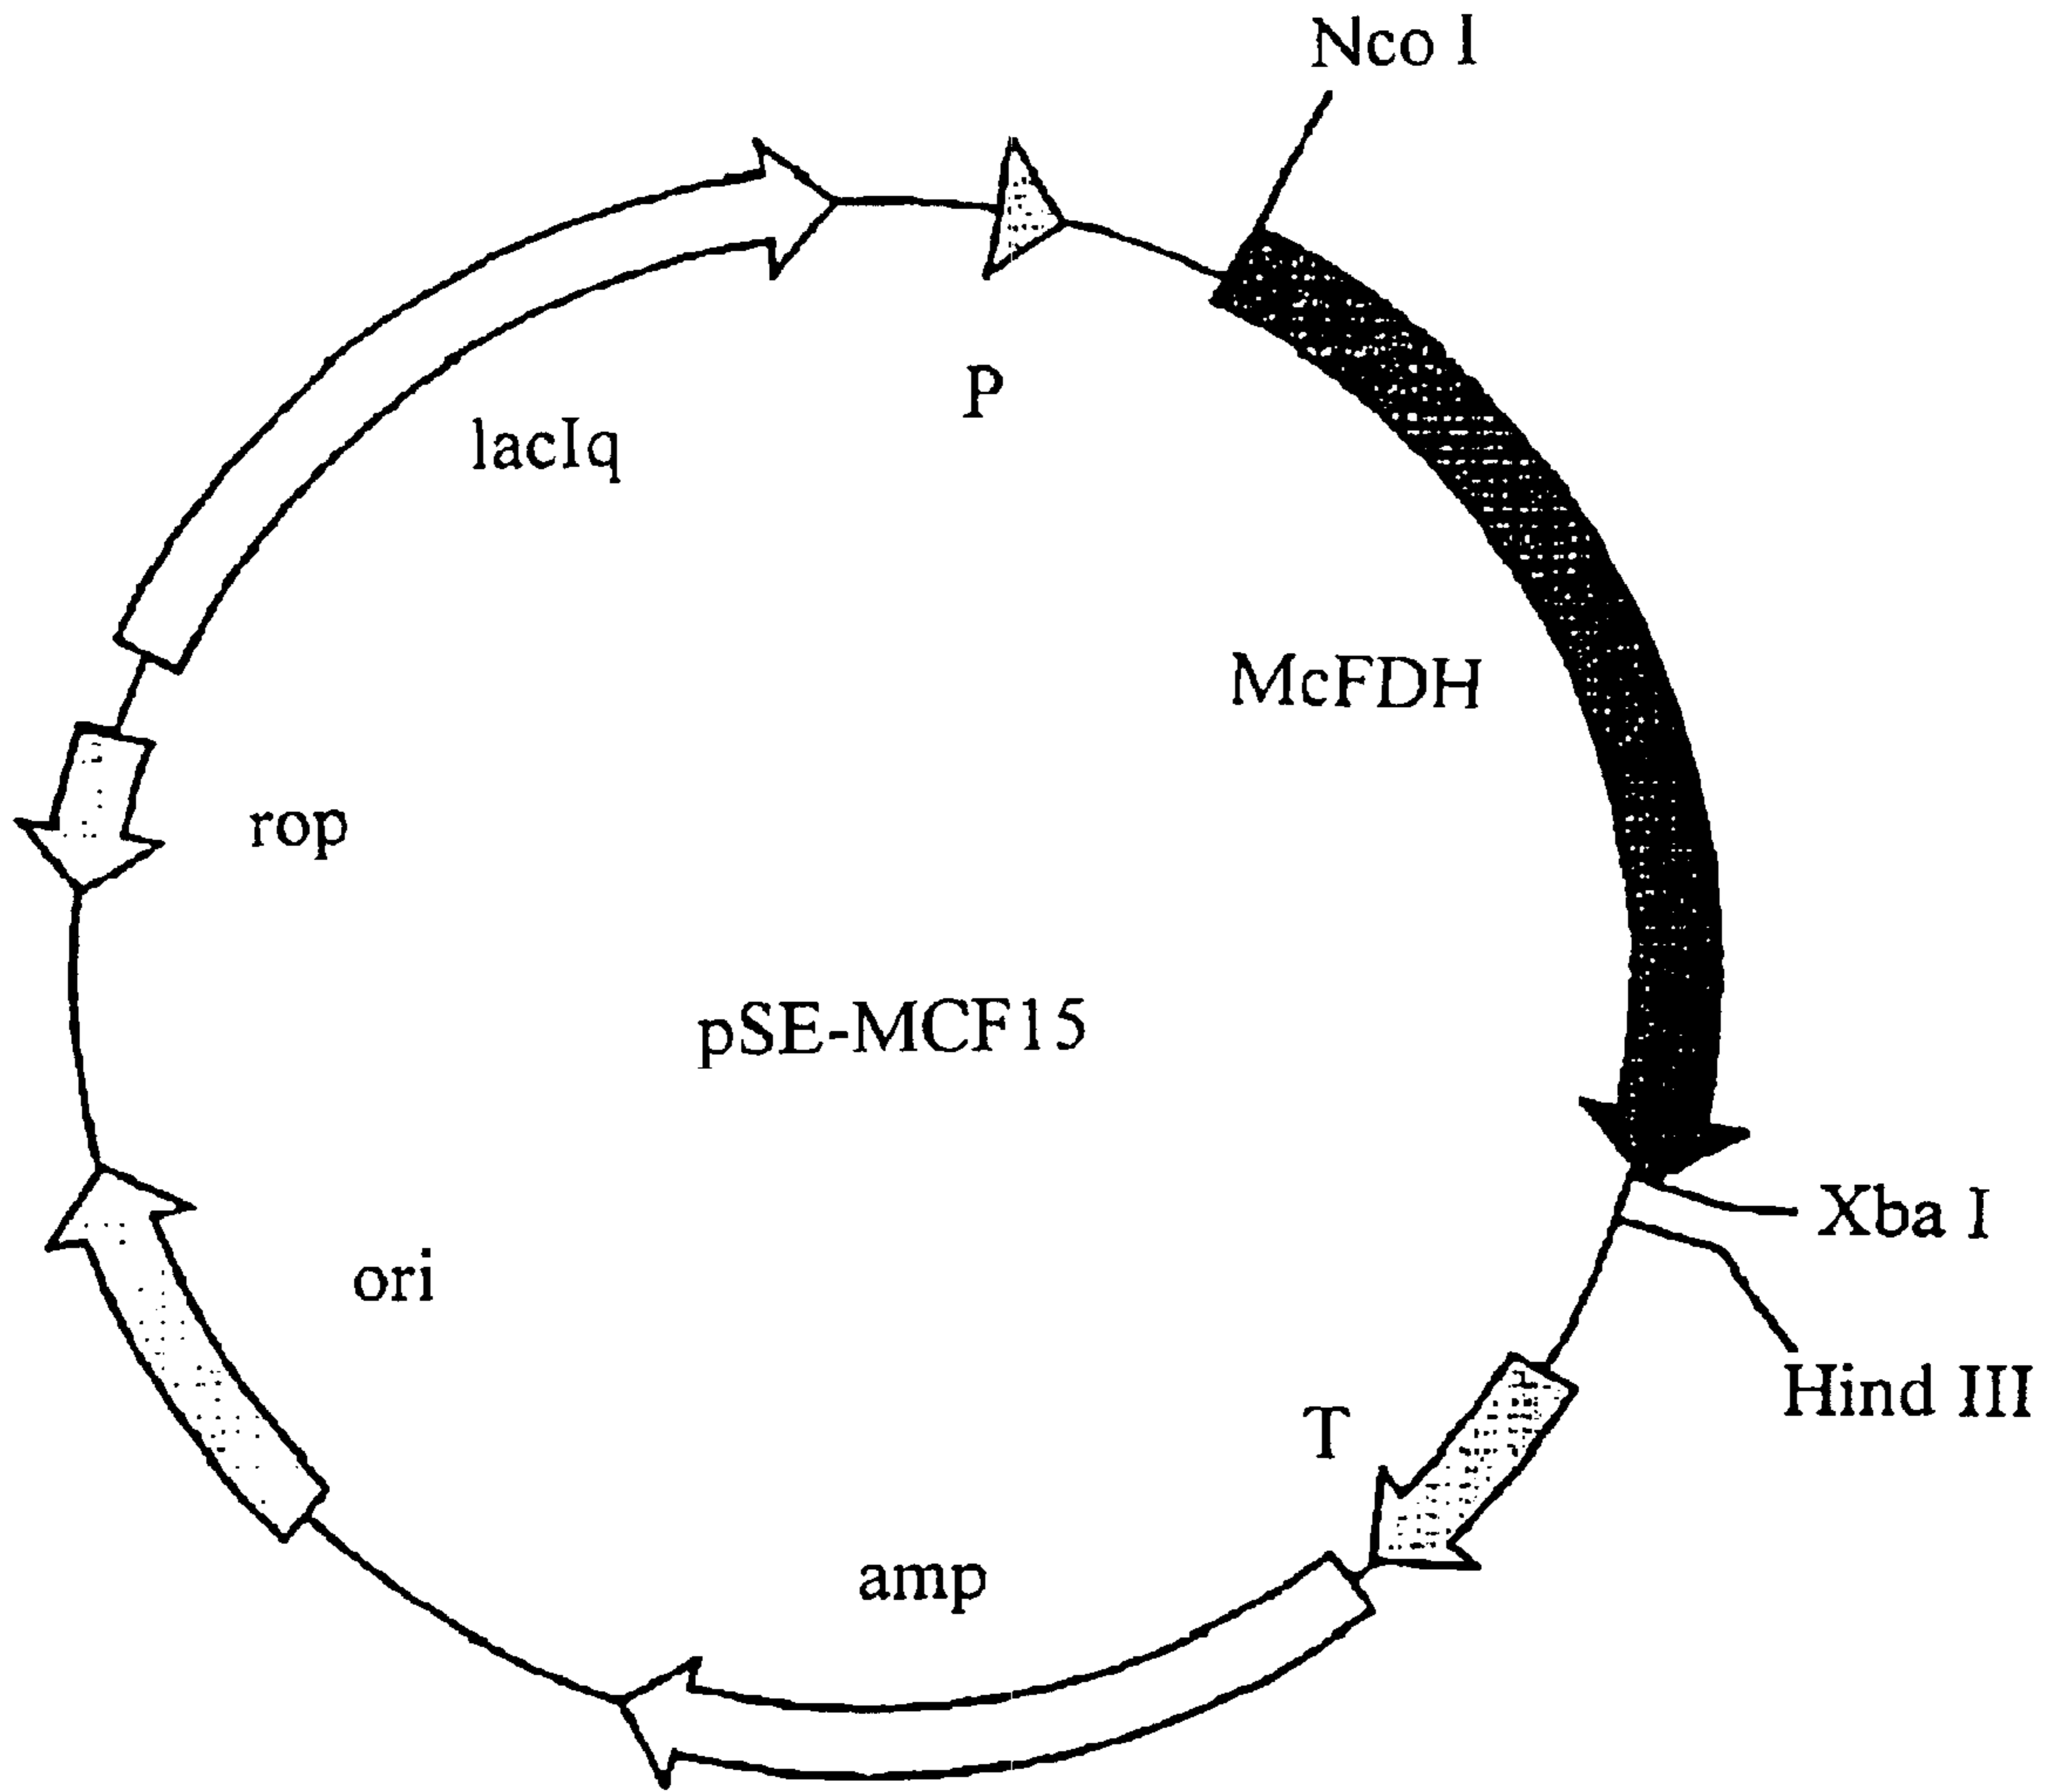 Nco I
P
lacIq
McFDH
rop
pSE-MCF15
Xba I
ori
Hind III
T
amp